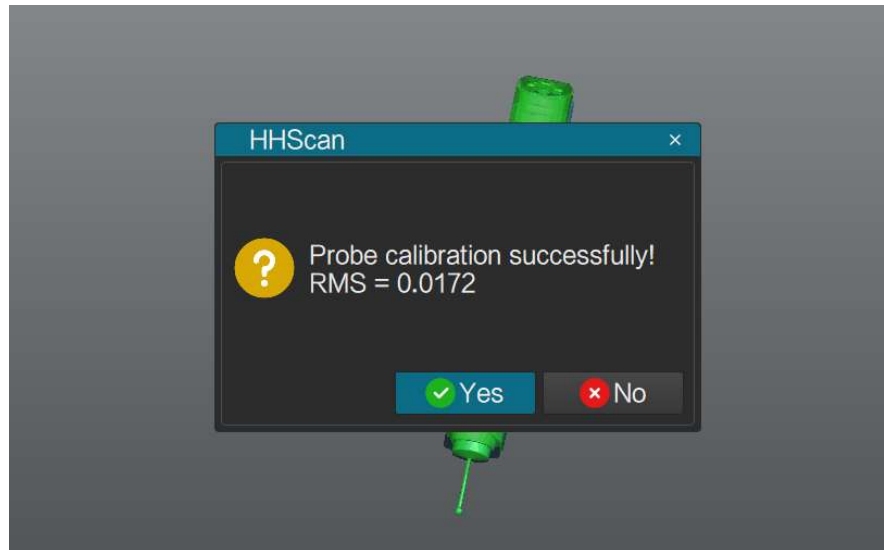 HHScan
Probe calibration successfully!
RMS = 0.0172
Yes
No